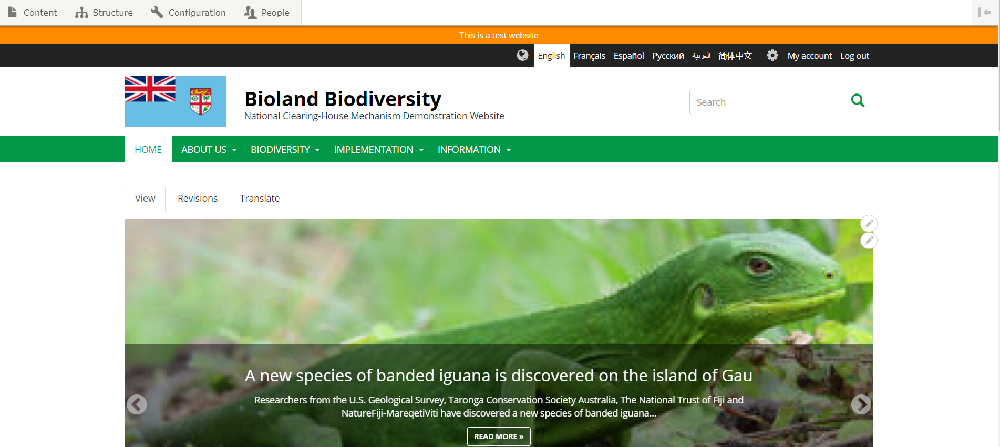 Content Structure Configuration People
This is a test website
English Français Español Русский العربية 简体中文 My account Log out
Bioland Biodiversity
National Clearing-House Mechanism Demonstration Website
Search
HOME ABOUT US BIODIVERSITY IMPLEMENTATION INFORMATION
View Revisions Translate
A new species of banded iguana is discovered on the island of Gau
Researchers from the U.S. Geological Survey, Taronga Conservation Society Australia, The National Trust of Fiji and
NatureFiji-MareqetiViti have discovered a new species of banded iguana...
READ MORE »